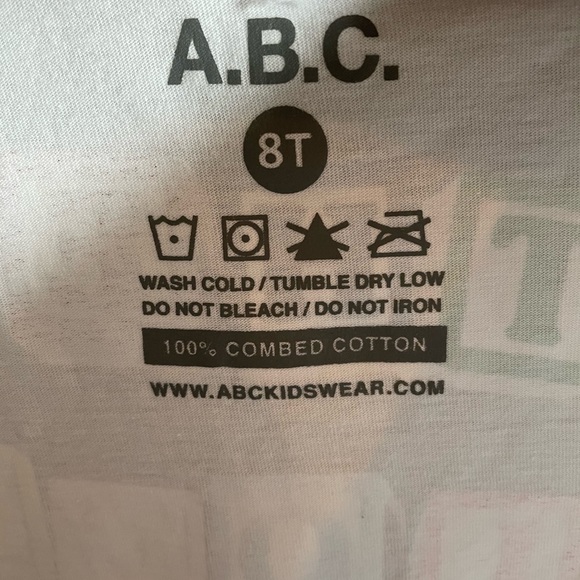 A.B.C.
8T
WASH COLD / TUMBLE DRY LOW
DO NOT BLEACH / DO NOT IRON
100% COMBED COTTON
WWW.ABCKIDSWEAR.COM
T